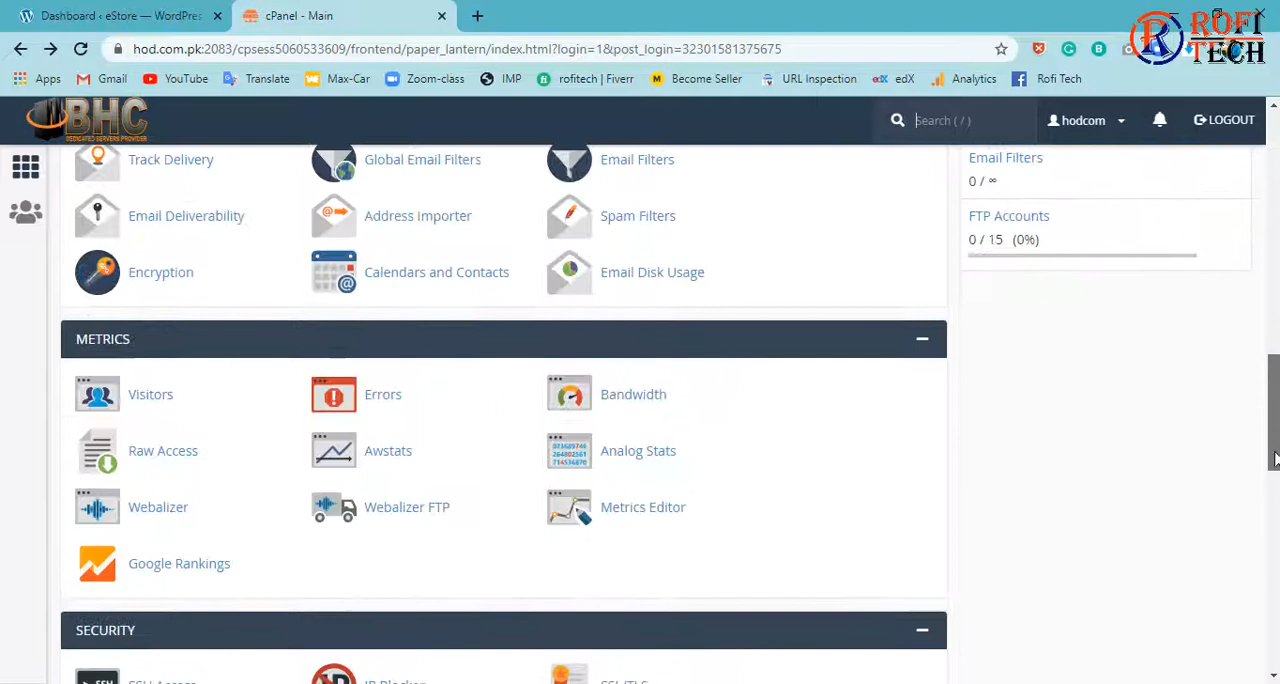 Dashboard ‹ eStore — WordPres
cPanel - Main
ROFI
TECH
hod.com.pk:2083/cpsess5060533609/frontend/paper_lantern/index.html?login=1&post_login=32301581375675
Apps
Gmail
YouTube
Translate
Max-Car
Zoom-class
IMP
rofitech | Fiverr
Become Seller
URL Inspection
edX
Analytics
Rofi Tech
BHC
DEDICATED SERVERS PROVIDER
Search ( / )
hodcom
LOGOUT
Track Delivery
Global Email Filters
Email Filters
Email Filters
0 / ∞
Email Deliverability
Address Importer
Spam Filters
FTP Accounts
0 / 15 (0%)
Encryption
Calendars and Contacts
Email Disk Usage
METRICS
Visitors
Errors
Bandwidth
Raw Access
Awstats
Analog Stats
Webalizer
Webalizer FTP
Metrics Editor
Google Rankings
SECURITY